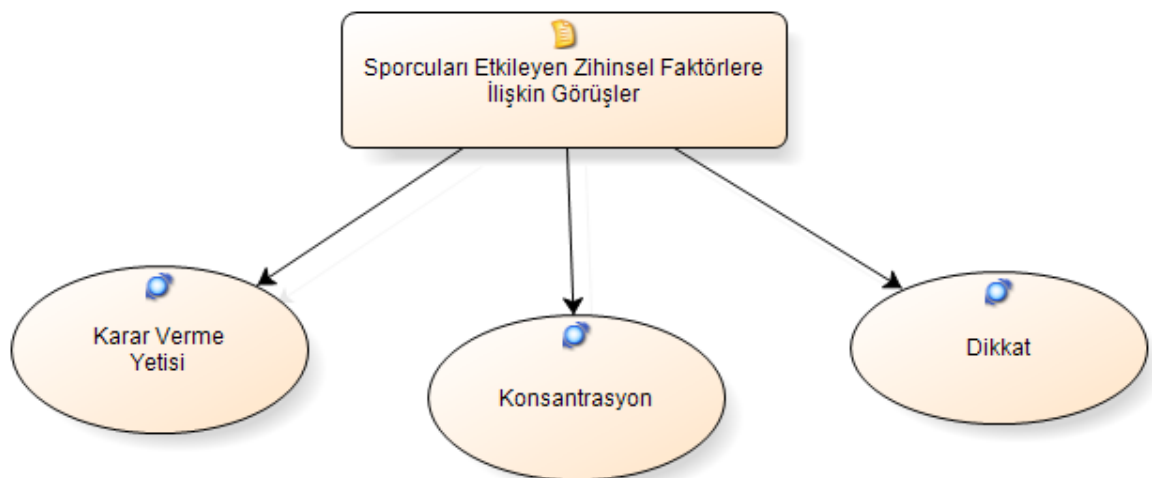 Sporcuları Etkileyen Zihinsel Faktörlere
İlişkin Görüşler
Karar Verme
Yetisi
Konsantrasyon
Dikkat